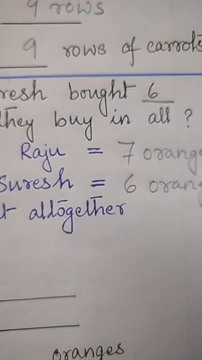 9 rows
9 rows of carrots
resh bought 6
they buy in all ?
Raju = 7 orange
Suresh = 6 oran
t altogether
oranges